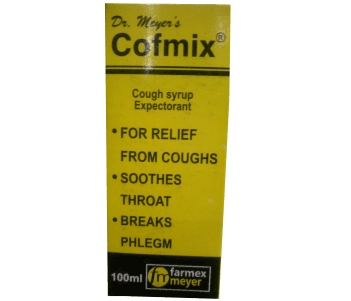 Dr. Meyer's
Cofmix®
Cough syrup
Expectorant
• FOR RELIEF
FROM COUGHS
• SOOTHES
THROAT
• BREAKS
PHLEGM
100ml fm farmex
meyer